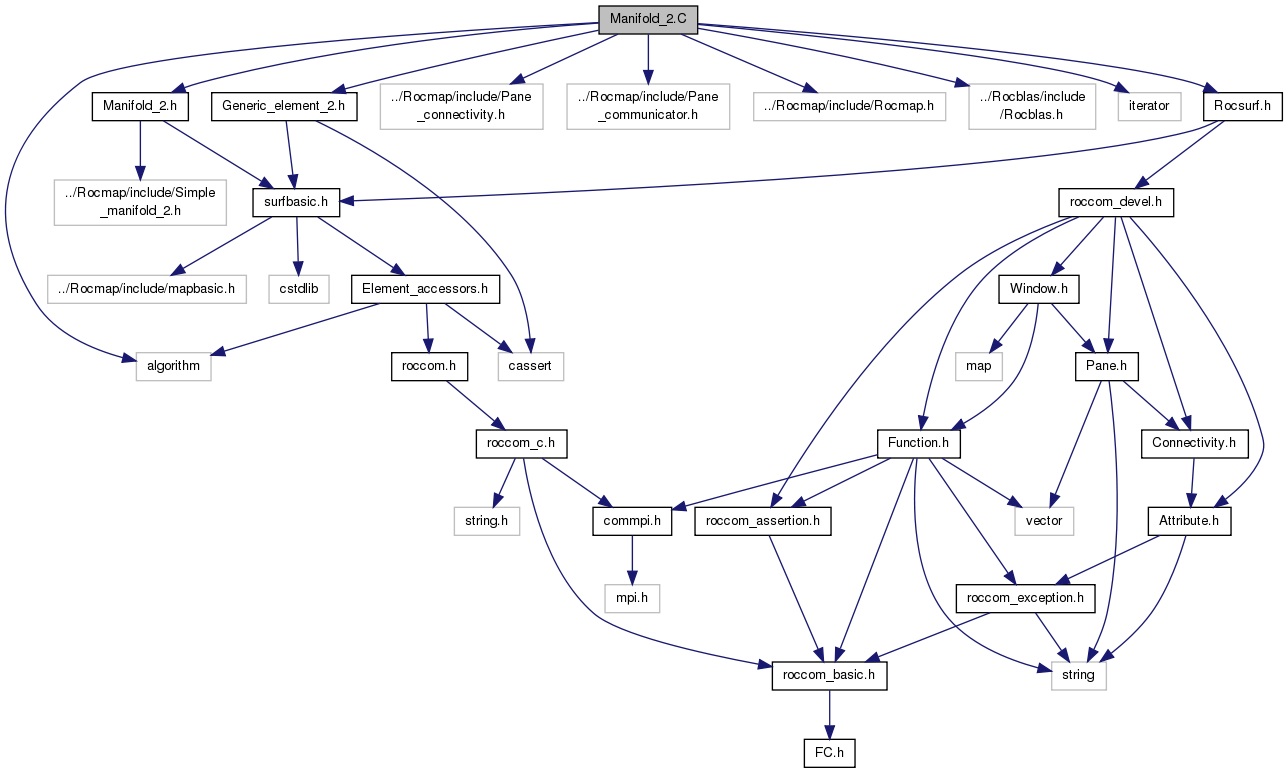 Manifold_2.C
Manifold_2.h
Generic_element_2.h
../Rocmap/include/Pane
_connectivity.h
../Rocmap/include/Pane
_communicator.h
../Rocmap/include/Rocmap.h
../Rocblas/include
/Rocblas.h
iterator
Rocsurf.h
../Rocmap/include/Simple
_manifold_2.h
surfbasic.h
roccom_devel.h
../Rocmap/include/mapbasic.h
cstdlib
Element_accessors.h
Window.h
algorithm
roccom.h
cassert
map
Pane.h
roccom_c.h
Function.h
Connectivity.h
string.h
commpi.h
roccom_assertion.h
vector
Attribute.h
mpi.h
roccom_exception.h
roccom_basic.h
string
FC.h